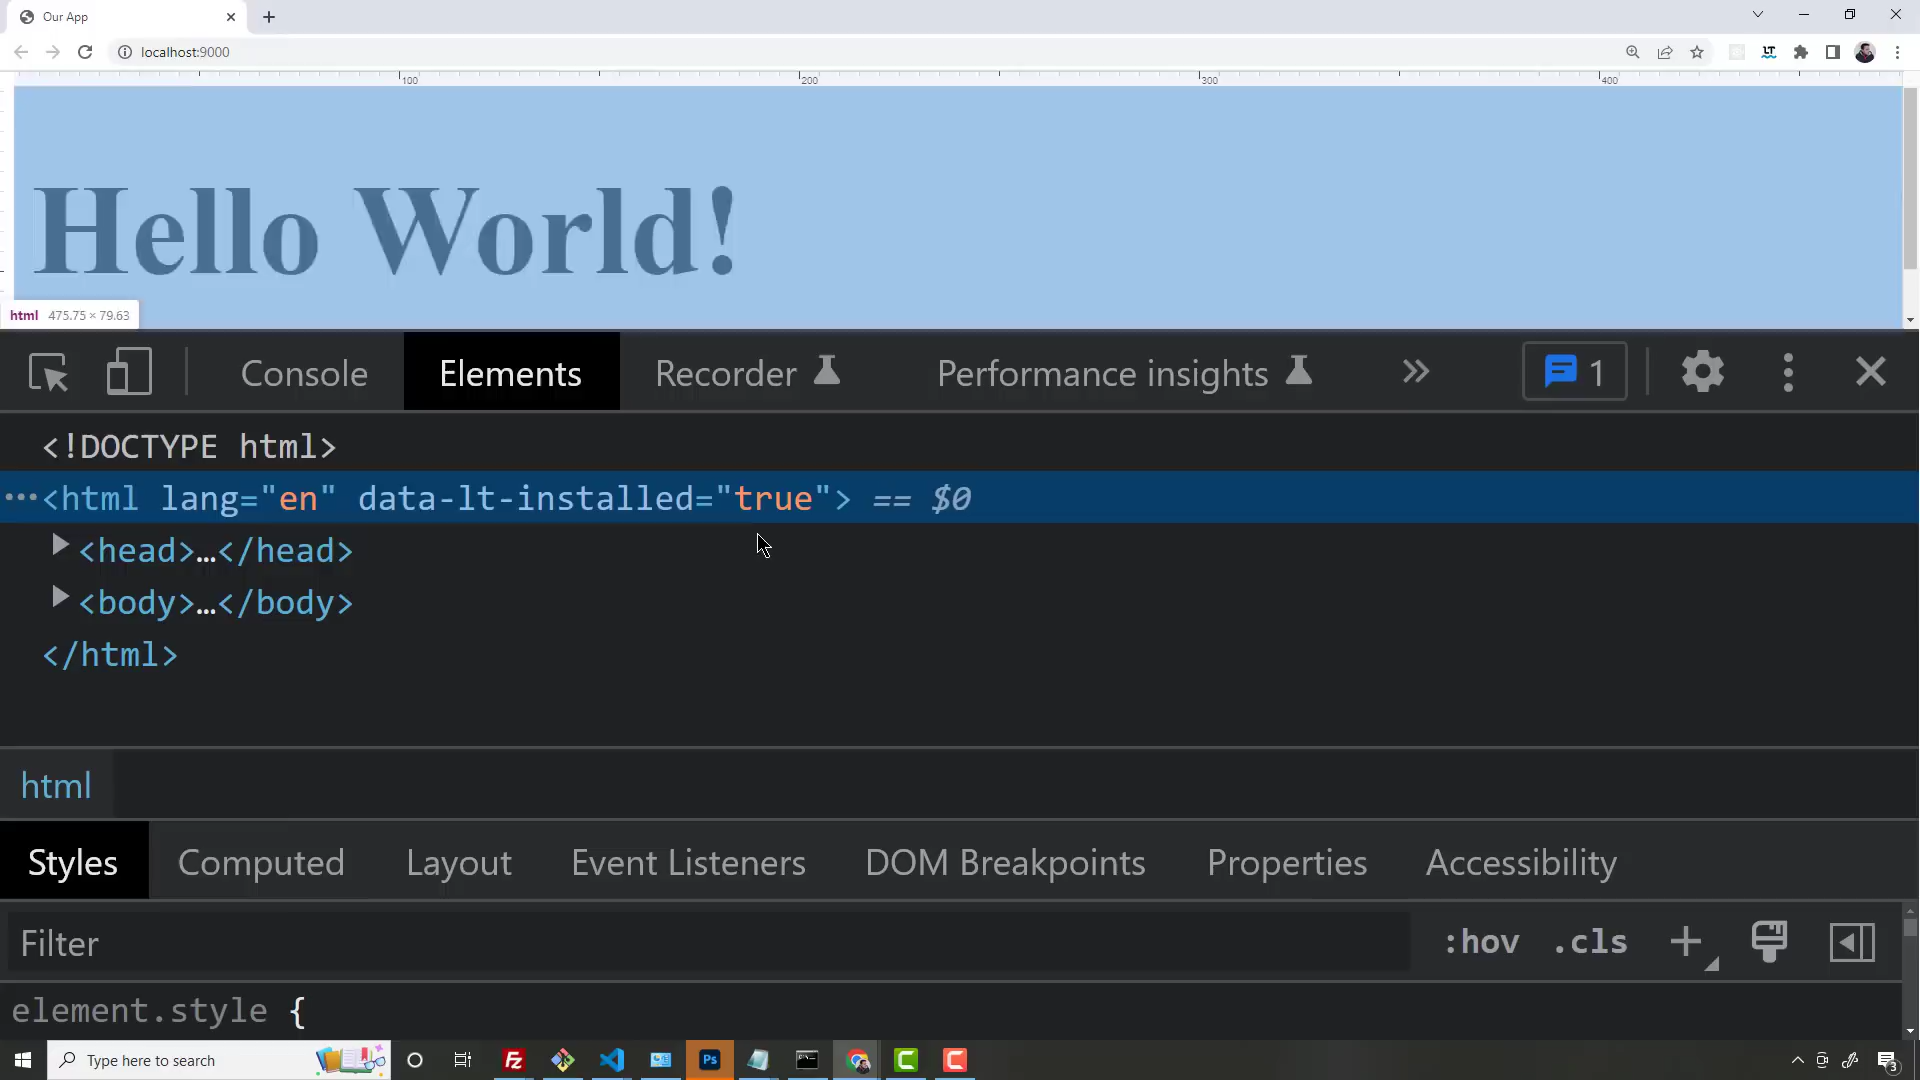 Our App
localhost:9000
100 200 300 400
Hello World!
html 475.75 × 79.63
Console Elements Recorder Performance insights 1
<!DOCTYPE html>
<html lang="en" data-lt-installed="true"> == $0
<head>…</head>
<body>…</body>
</html>
html
Styles Computed Layout Event Listeners DOM Breakpoints Properties Accessibility
Filter :hov .cls
element.style {
Type here to search Ps 3